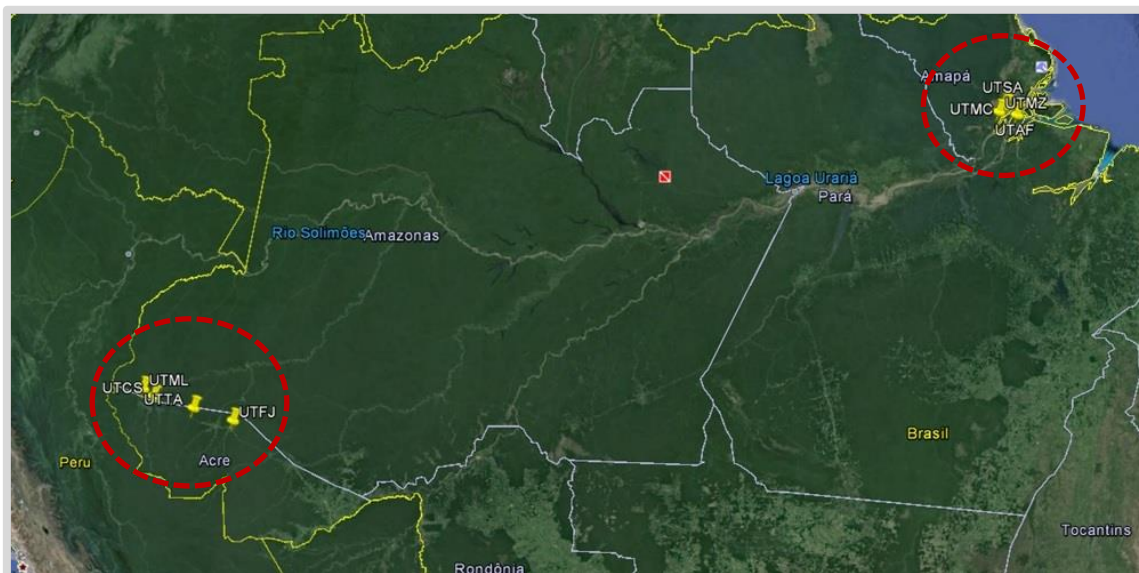 Amapá
UTSA
UTMC
UTMZ
UTAF
Lagoa Urariá
Pará
Rio Solimões
Amazonas
UTML
UTCS
UTTA
UTFJ
Acre
Peru
Brasil
Tocantins
Rondônia